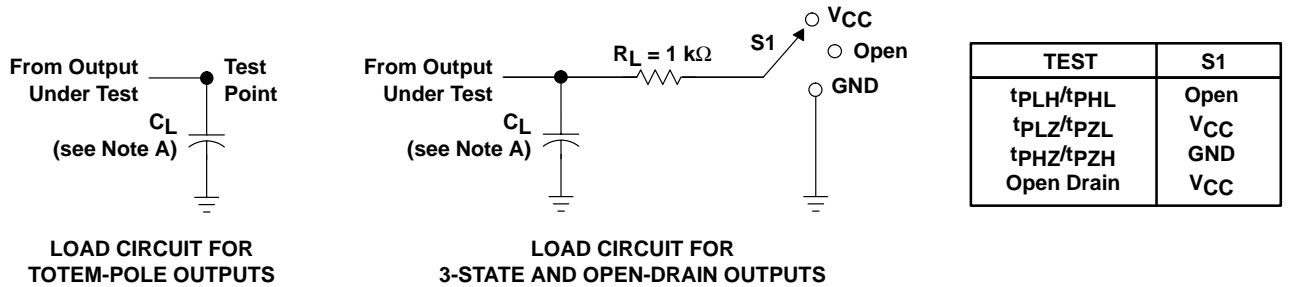 From Output
Under Test
Test
Point
CL
(see Note A)
LOAD CIRCUIT FOR
TOTEM-POLE OUTPUTS
From Output
Under Test
RL = 1 kΩ
S1
VCC
Open
GND
CL
(see Note A)
LOAD CIRCUIT FOR
3-STATE AND OPEN-DRAIN OUTPUTS
TEST S1
tPLH/tPHL Open
tPLZ/tPZL VCC
tPHZ/tPZH GND
Open Drain VCC